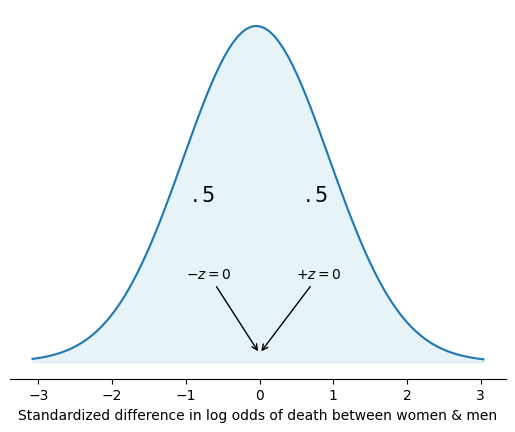 .5 .5
−z = 0 +z = 0
−3 −2 −1 0 1 2 3
Standardized difference in log odds of death between women & men